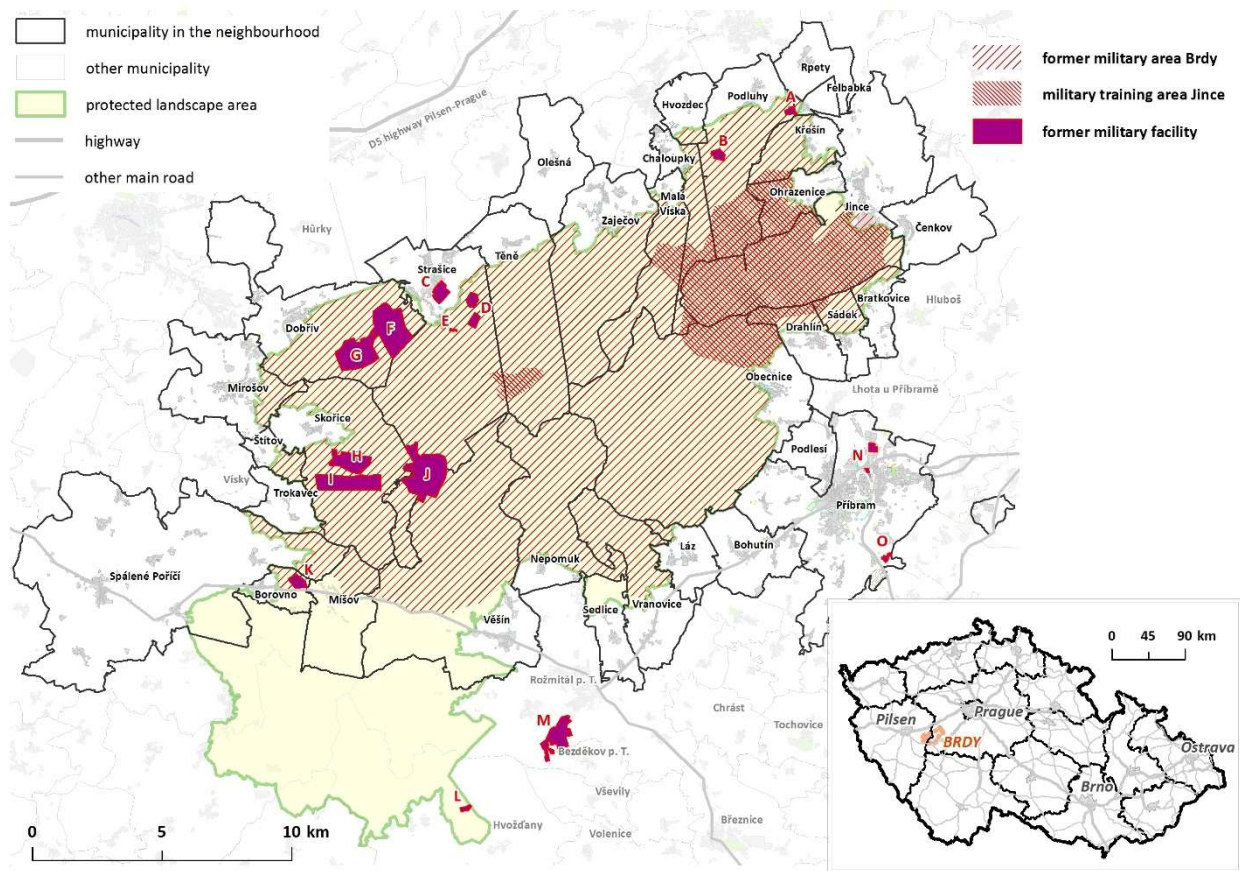 municipality in the neighbourhood
other municipality
protected landscape area
highway
other main road
former military area Brdy
military training area Jince
former military facility
D5 highway Pilsen-Prague
Rpety
Podluhy
A
Felbabka
Hvozdec
Křešín
B
Chaloupky
Olešná
Ohrazenice
Malá
Víska
Jince
Zaječov
Čenkov
Hůrky
Těně
Strašice
C
D
E
Bratkovice
Hluboš
Sádek
Drahlín
Dobřív
F
G
Obecnice
Mirošov
Lhota u Příbramě
Skořice
Štítov
Podlesí
N
H
I
J
Vísky
Trokavec
Příbram
Láz
Bohutín
O
Nepomuk
K
Spálené Poříčí
Borovno
Míšov
Sedlice
Vranovice
Věšín
Rožmitál p. T.
Chrást
M
Tochovice
Bezděkov p. T.
Vševily
L
Hvožďany
Volenice
Březnice
0 5 10 km
0 45 90 km
Prague
Pilsen
BRDY
Ostrava
Brno